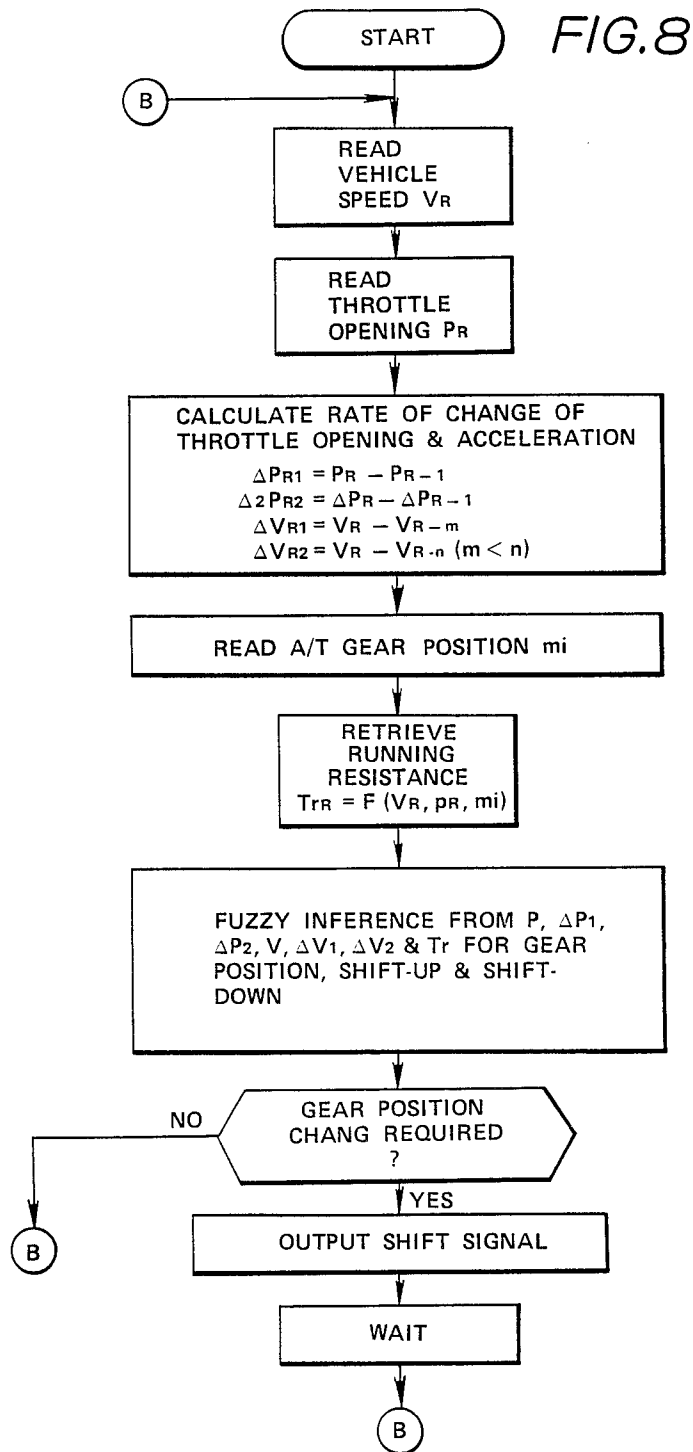 FIG.8
START
B
READ
VEHICLE
SPEED VR
READ
THROTTLE
OPENING PR
CALCULATE RATE OF CHANGE OF
THROTTLE OPENING & ACCELERATION
ΔPR1 = PR − PR−1
Δ2PR2 = ΔPR − ΔPR−1
ΔVR1 = VR − VR−m
ΔVR2 = VR − VR-n (m < n)
READ A/T GEAR POSITION mi
RETRIEVE
RUNNING
RESISTANCE
TrR = F (VR, pR, mi)
FUZZY INFERENCE FROM P, ΔP1,
ΔP2, V, ΔV1, ΔV2 & Tr FOR GEAR
POSITION, SHIFT-UP & SHIFT-
DOWN
GEAR POSITION
CHANG REQUIRED
?
NO
YES
B
OUTPUT SHIFT SIGNAL
WAIT
B